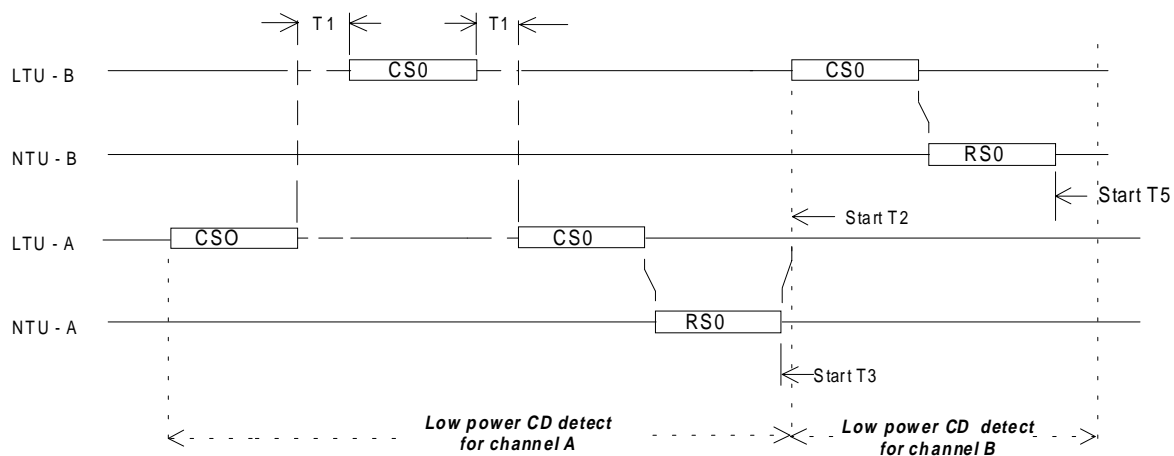 T1 T1
LTU - B CS0 CS0
NTU - B RS0
Start T5
Start T2
LTU - A CSO CS0
NTU - A RS0
Start T3
Low power CD detect
for channel A
Low power CD detect
for channel B